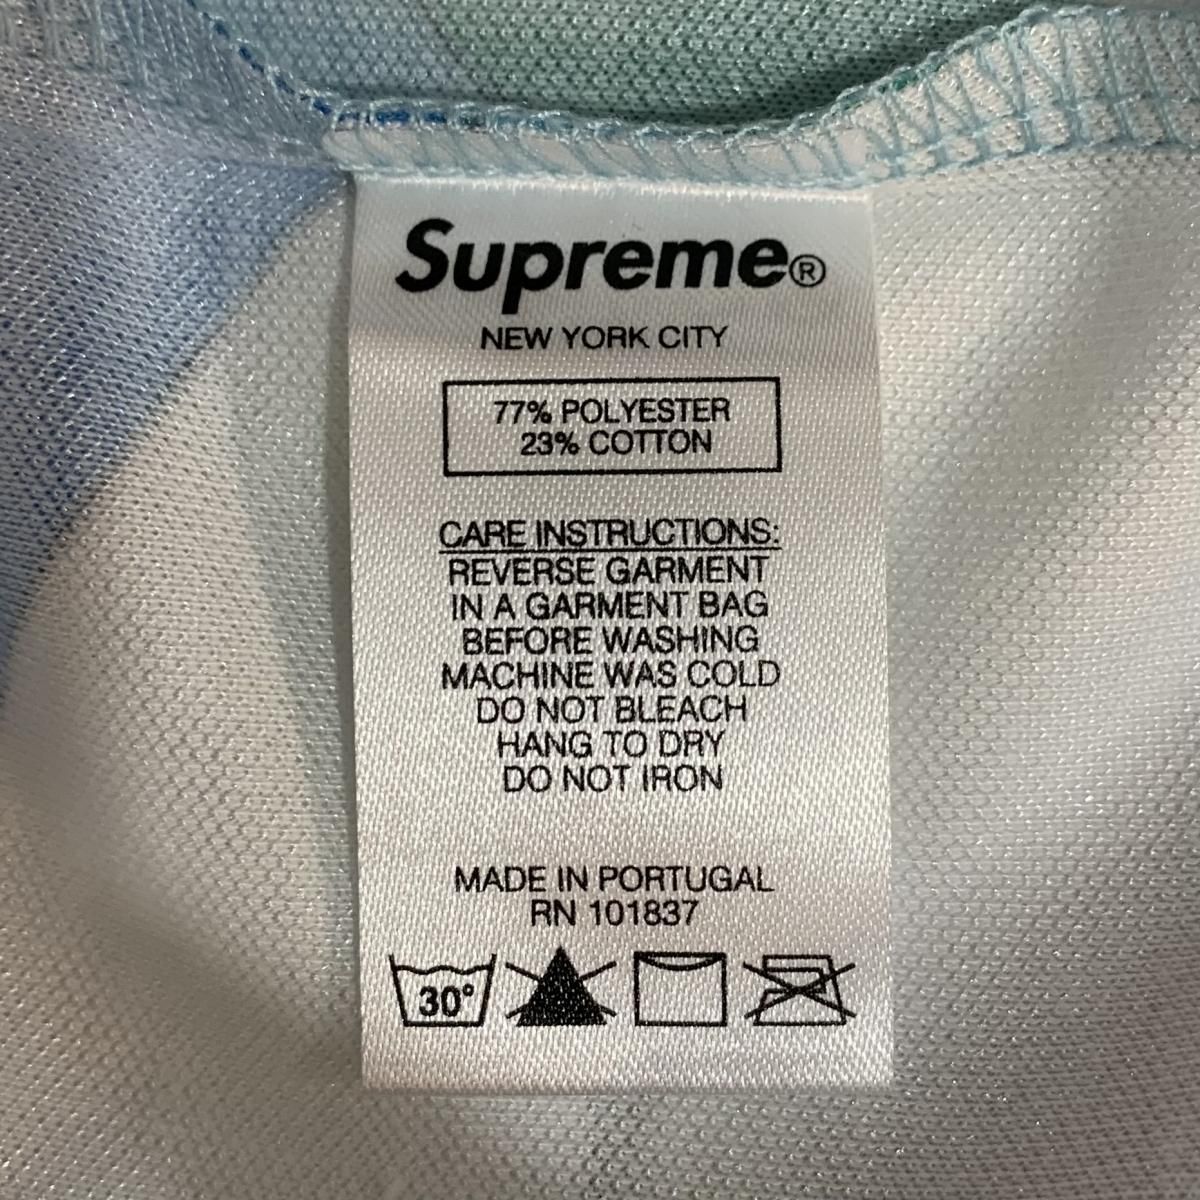 Supreme®
NEW YORK CITY
77% POLYESTER
23% COTTON
CARE INSTRUCTIONS:
REVERSE GARMENT
IN A GARMENT BAG
BEFORE WASHING
MACHINE WAS COLD
DO NOT BLEACH
HANG TO DRY
DO NOT IRON
MADE IN PORTUGAL
RN 101837
30°